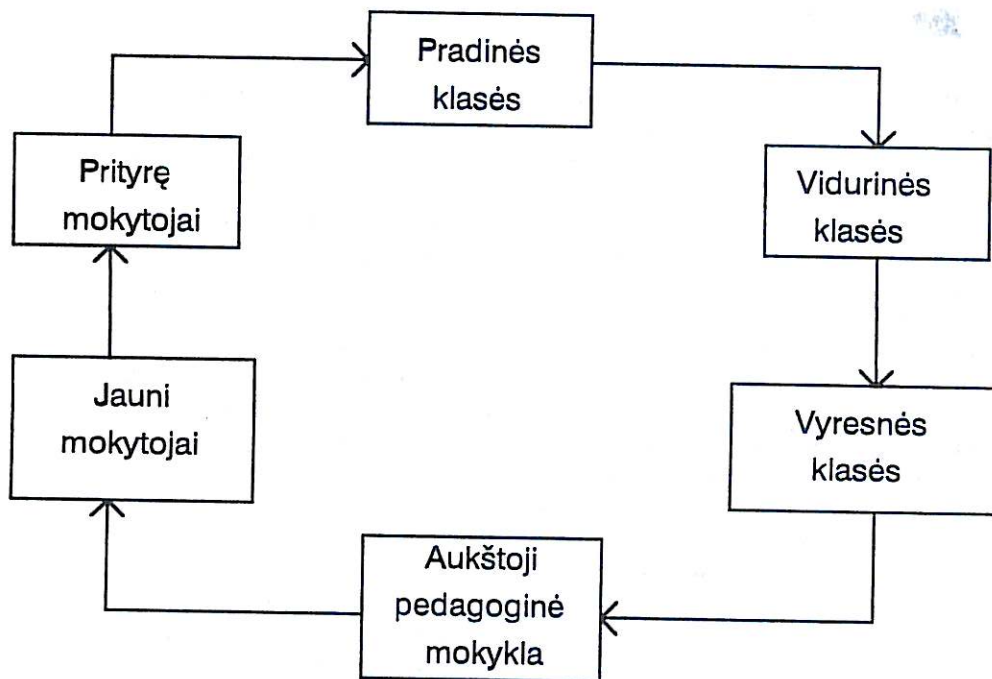 Pradinės
klasės
Vidurinės
klasės
Vyresnės
klasės
Aukštoji
pedagoginė
mokykla
Jauni
mokytojai
Prityrę
mokytojai